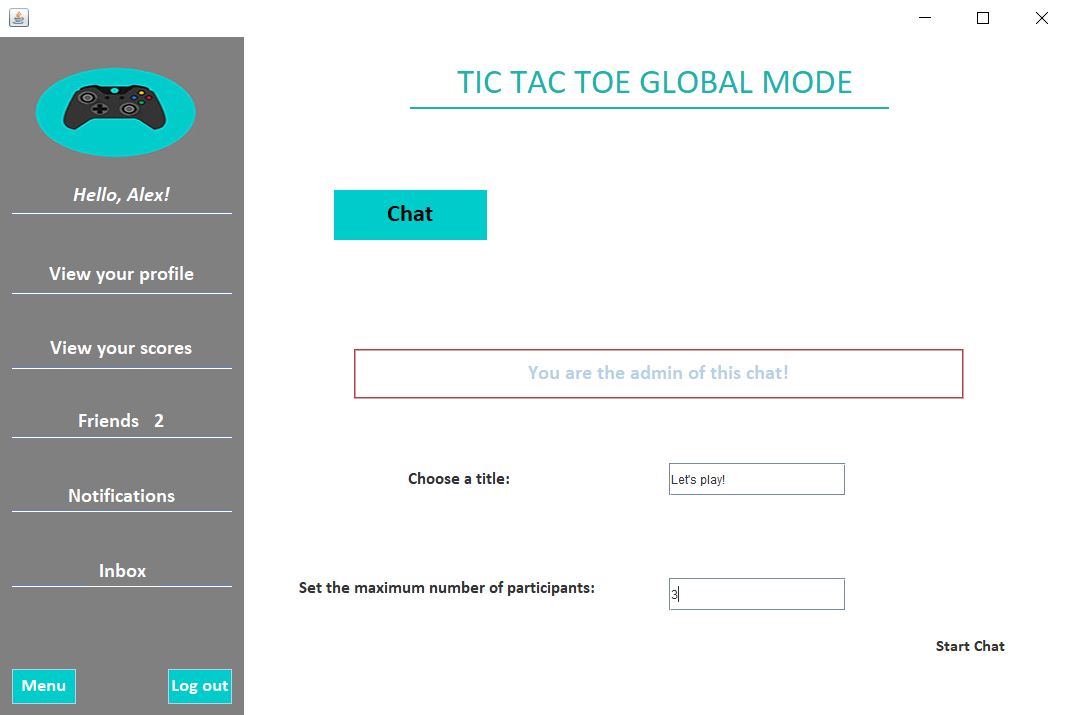 TIC TAC TOE GLOBAL MODE
Hello, Alex!
Chat
View your profile
View your scores
You are the admin of this chat!
Friends 2
Choose a title:
Let's play!
Notifications
Inbox
Set the maximum number of participants:
3
Start Chat
Menu
Log out